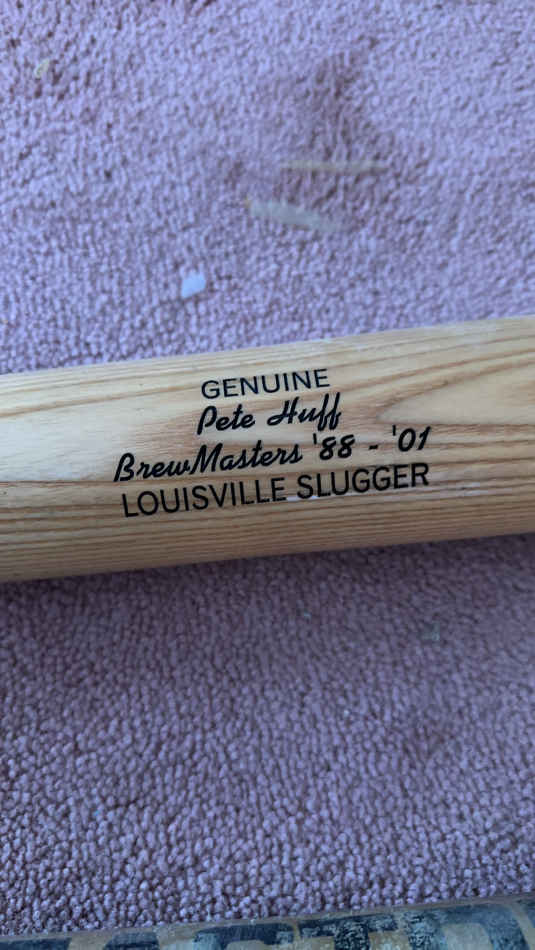 GENUINE
Pete Huff
BrewMasters '88 - '01
LOUISVILLE SLUGGER